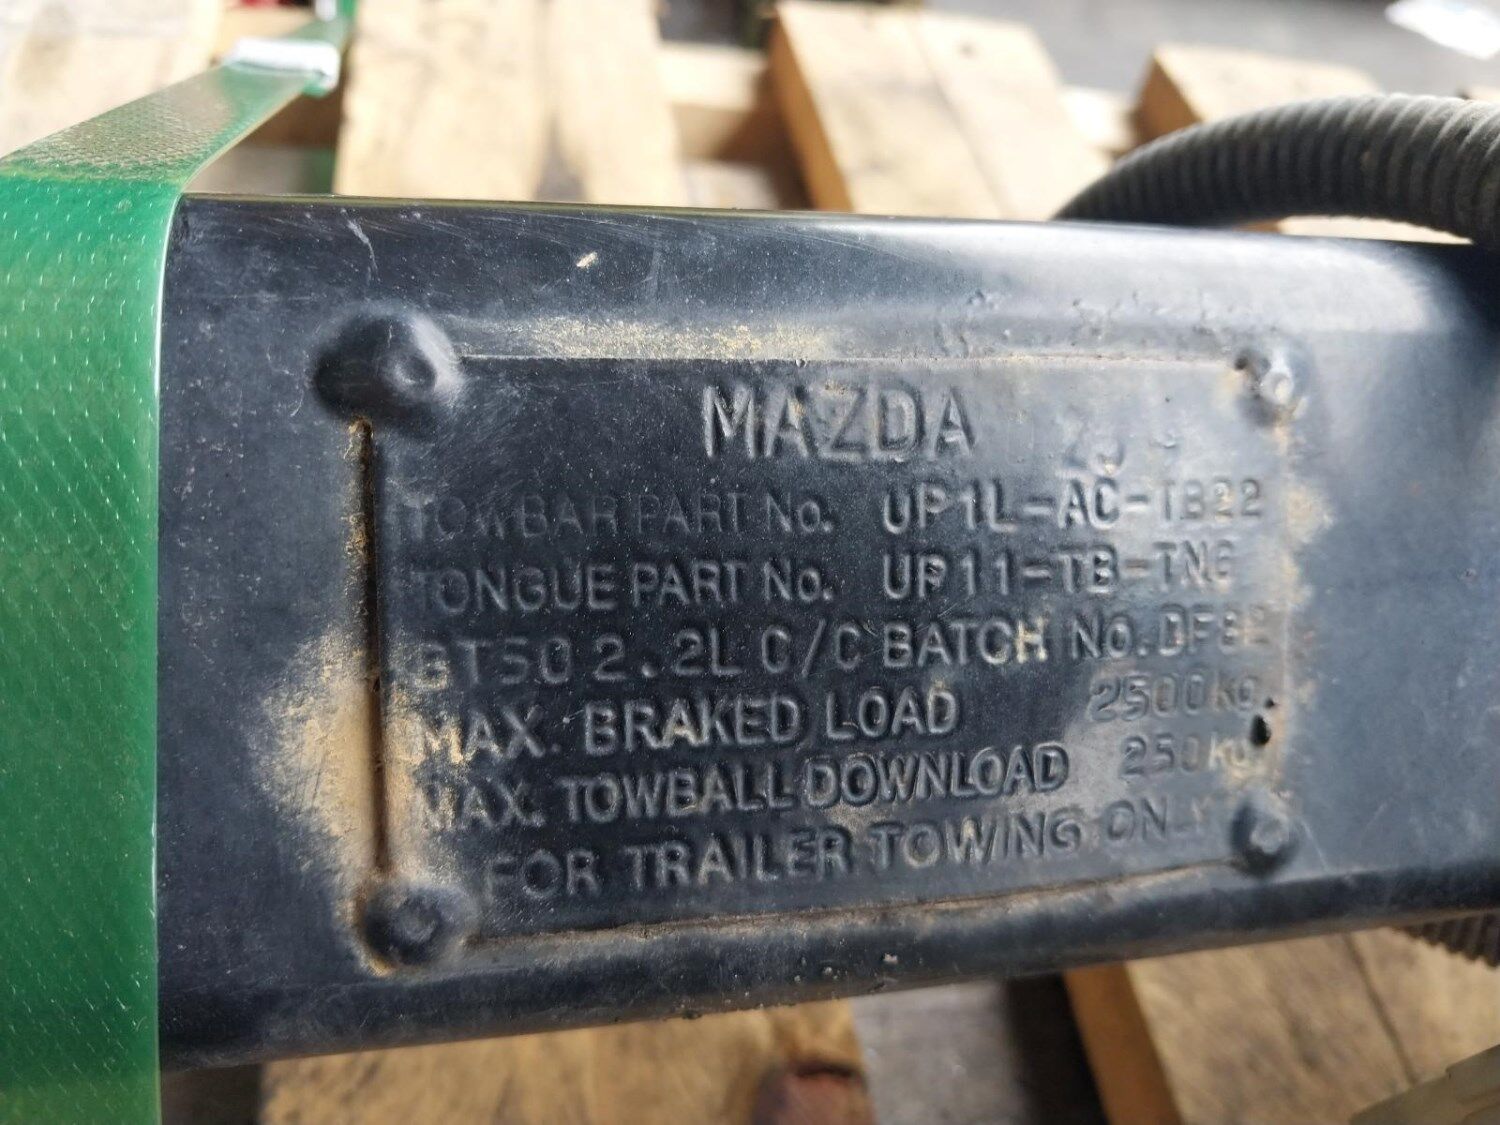 MAZDA
TOWBAR PART No. UP1L-AC-TB22
TONGUE PART No. UP11-TB-TNG
BT50 2.2L C/C BATCH No. DF82
MAX. BRAKED LOAD 2500KG.
MAX. TOWBALL DOWNLOAD 250KG.
FOR TRAILER TOWING ONLY